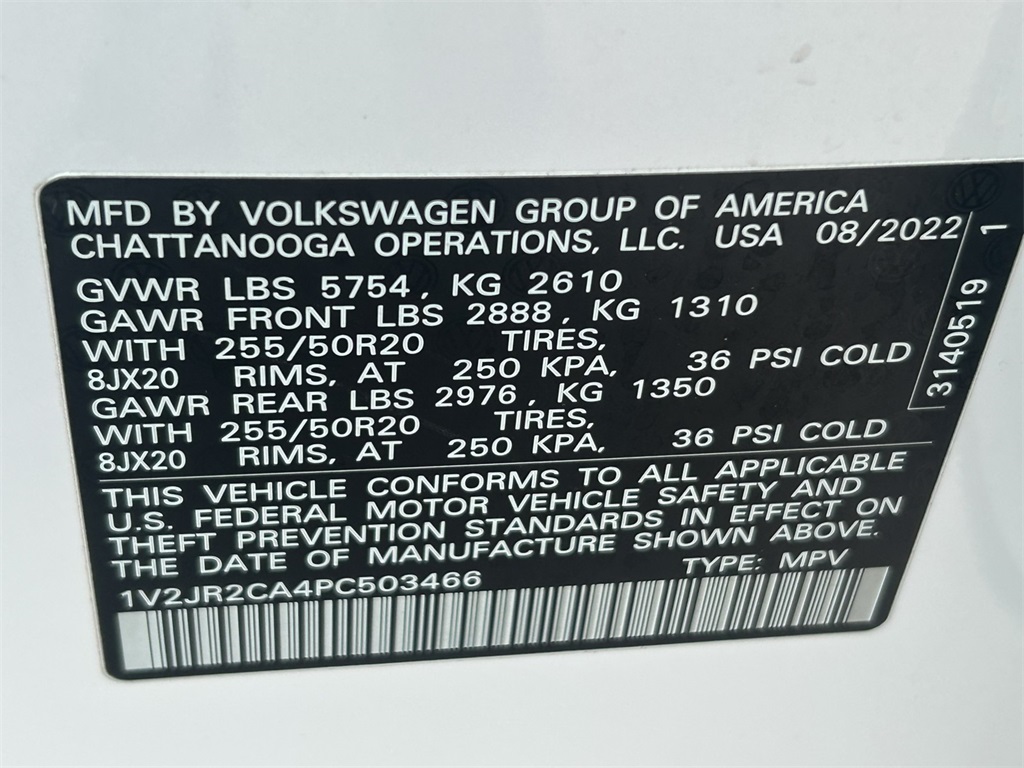 MFD BY VOLKSWAGEN GROUP OF AMERICA
CHATTANOOGA OPERATIONS, LLC. USA 08/2022
GVWR LBS 5754, KG 2610
GAWR FRONT LBS 2888, KG 1310
WITH 255/50R20 TIRES,
8JX20 RIMS, AT 250 KPA, 36 PSI COLD
GAWR REAR LBS 2976, KG 1350
WITH 255/50R20 TIRES,
8JX20 RIMS, AT 250 KPA, 36 PSI COLD
THIS VEHICLE CONFORMS TO ALL APPLICABLE
U.S. FEDERAL MOTOR VEHICLE SAFETY AND
THEFT PREVENTION STANDARDS IN EFFECT ON
THE DATE OF MANUFACTURE SHOWN ABOVE.
1V2JR2CA4PC503466 TYPE: MPV
3140519 1